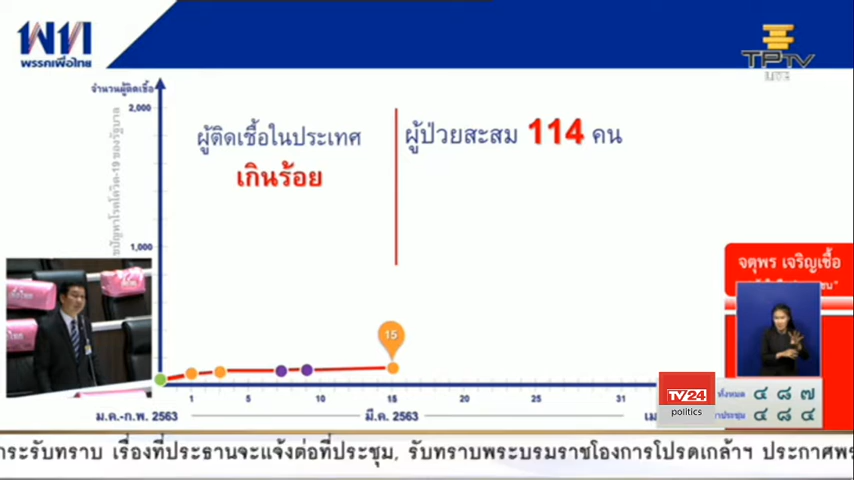 พท
พรรคเพื่อไทย
TPTV
จำนวนผู้ติดเชื้อ
2,000
1,000
ผู้ติดเชื้อในประเทศ
เกินร้อย
ผู้ป่วยสะสม 114 คน
จตุพร เจริญเชื้อ
15
1
5
10
15
20
25
31
ม.ค.-ก.พ. 2563
มี.ค. 2563
TV24
politics
ทั้งหมด ๔ ๘ ๗
๔ ๘ ๔
รับทราบ เรื่องที่ประธานจะแจ้งต่อที่ประชุม, รับทราบพระบรมราชโองการโปรดเกล้าฯ ประกาศ